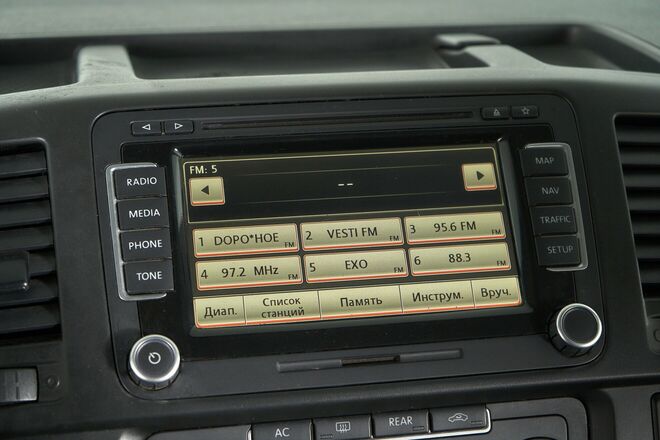 RADIO
MEDIA
PHONE
TONE
FM: 5
--
1 DOPO*HOE FM
2 VESTI FM FM
3 95.6 FM FM
4 97.2 MHz FM
5 EXO FM
6 88.3 FM
Диап.
Список
станций
Память
Инструм.
Вруч.
MAP
NAV
TRAFFIC
SETUP
AC
REAR